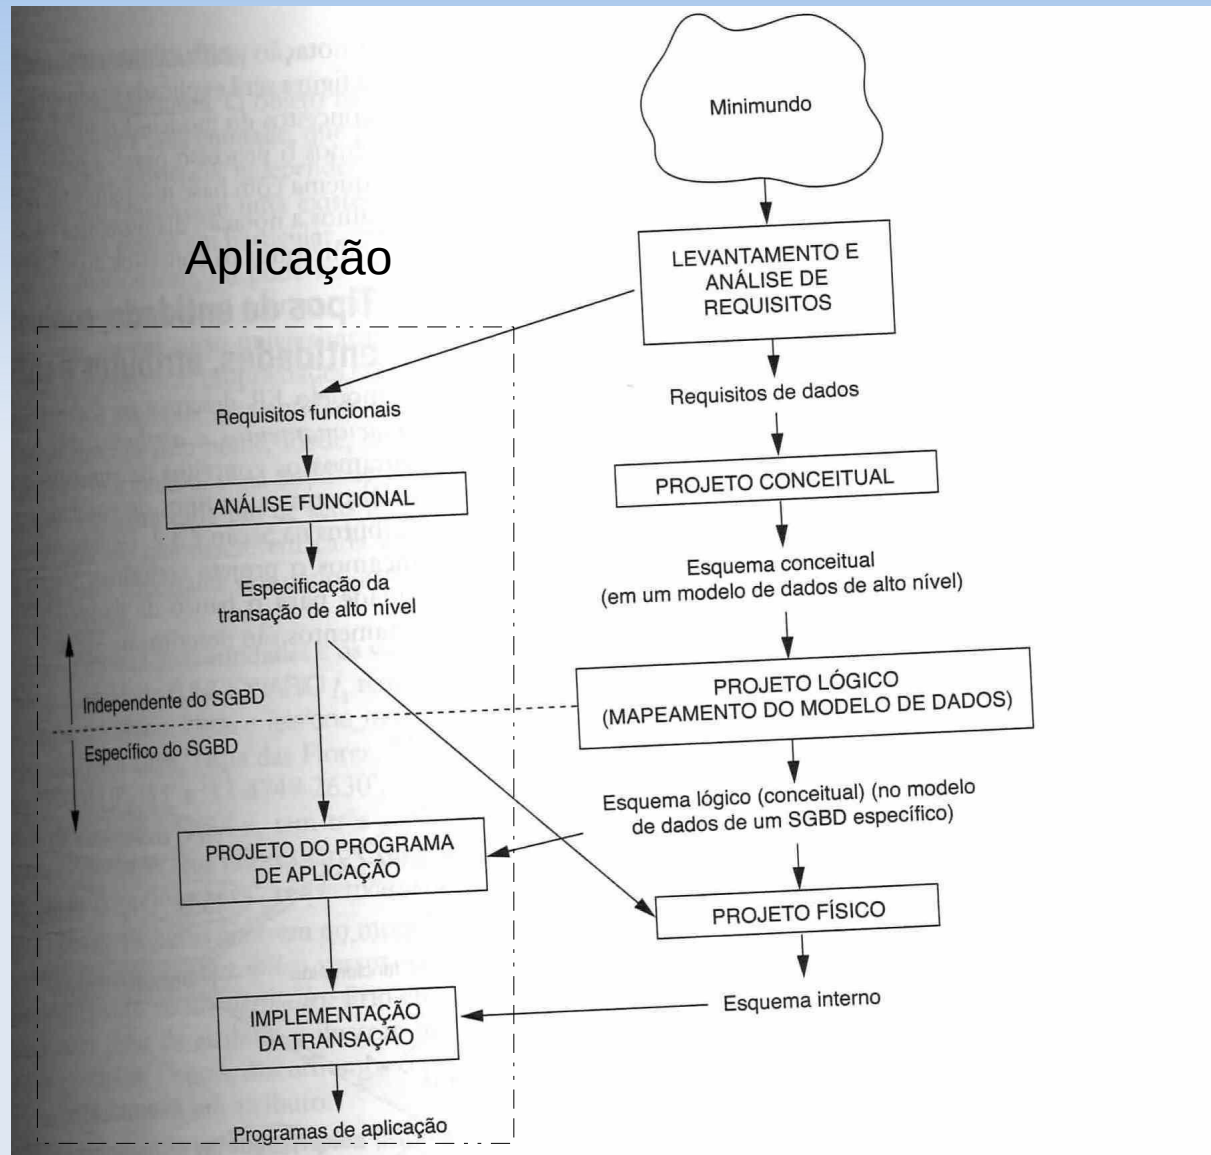 Minimundo
LEVANTAMENTO E
ANÁLISE DE
REQUISITOS
Aplicação
Requisitos de dados
Requisitos funcionais
PROJETO CONCEITUAL
ANÁLISE FUNCIONAL
Esquema conceitual
(em um modelo de dados de alto nível)
Especificação da
transação de alto nível
PROJETO LÓGICO
(MAPEAMENTO DO MODELO DE DADOS)
Independente do SGBD
Específico do SGBD
Esquema lógico (conceitual) (no modelo
de dados de um SGBD específico)
PROJETO DO PROGRAMA
DE APLICAÇÃO
PROJETO FÍSICO
Esquema interno
IMPLEMENTAÇÃO
DA TRANSAÇÃO
Programas de aplicação